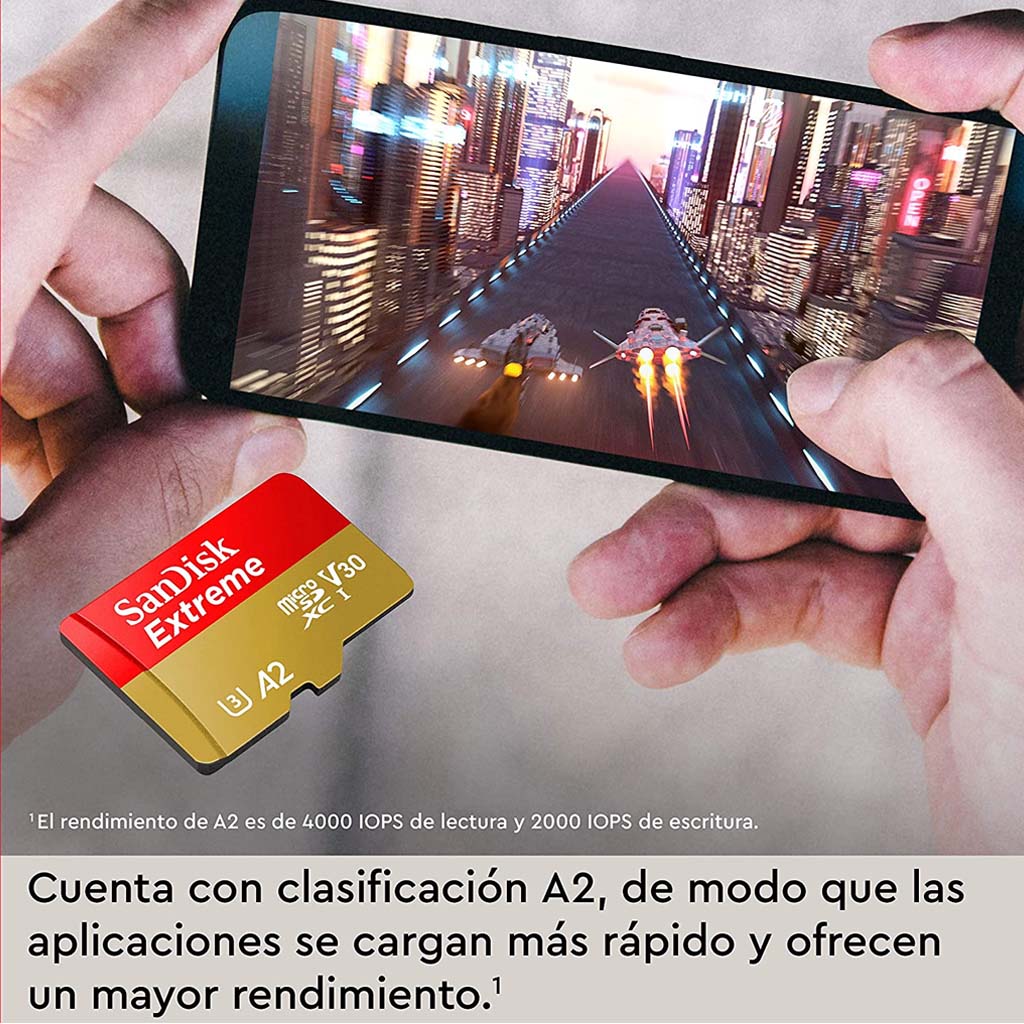 SanDisk
Extreme
micro
SD
XC I V30
3 A2
¹El rendimiento de A2 es de 4000 IOPS de lectura y 2000 IOPS de escritura.
Cuenta con clasificación A2, de modo que las
aplicaciones se cargan más rápido y ofrecen
un mayor rendimiento.¹